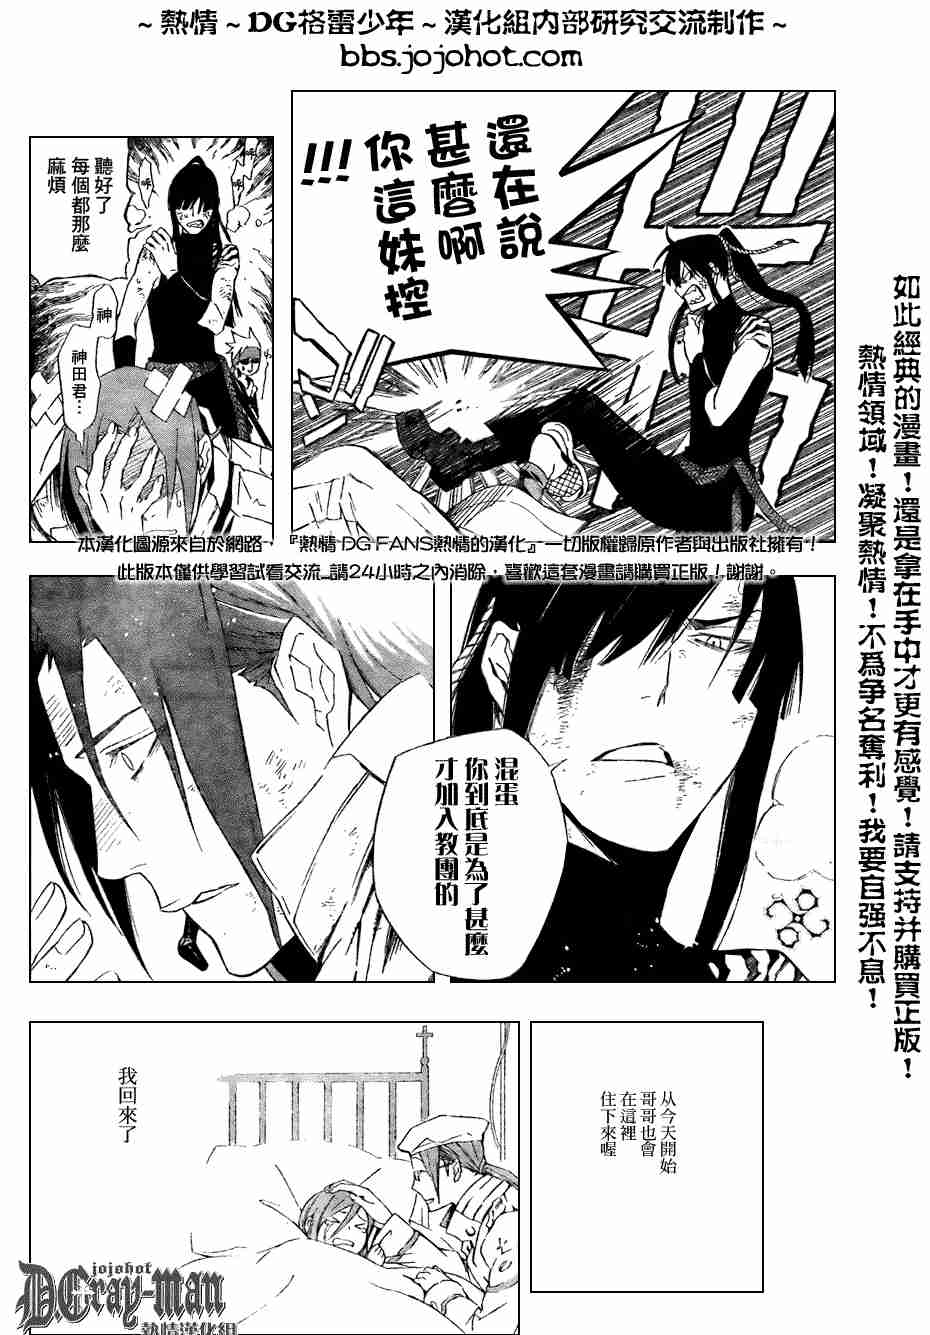 ～熱情～DG葛雷少年～漢化組內部研究交流制作～
bbs.jojohot.com
還在說
甚麼啊
你這妹控
!!!
聽好了
每個都那麼
麻煩
呼
呼
呼
神
神田君…
本漢化圖源來自於網路，『熱情 DG FANS熱情的漢化』一切版權歸原作者與出版社擁有！
此版本僅供學習試看交流_請24小時之內消除，喜歡這套漫畫請購買正版！謝謝。
混蛋
你到底是為了甚麼
才加入教團的
从今天開始
哥哥也會
在這裡
住下來喔
我回來了
如此經典的漫畫！還是拿在手中才更有感覺！請支持并購買正版！
熱情領域！凝聚熱情！不爲爭名奪利！我要自强不息！
jojohot
D.Gray-man
熱情漢化組